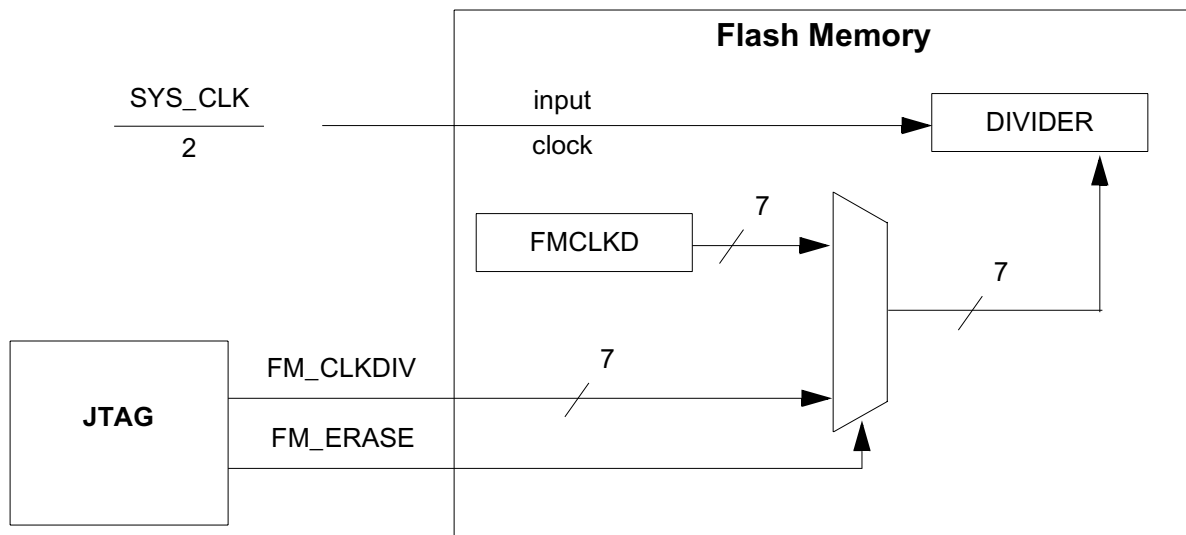 Flash Memory
SYS_CLK
2
input
clock
DIVIDER
7
FMCLKD
7
FM_CLKDIV
7
JTAG
FM_ERASE